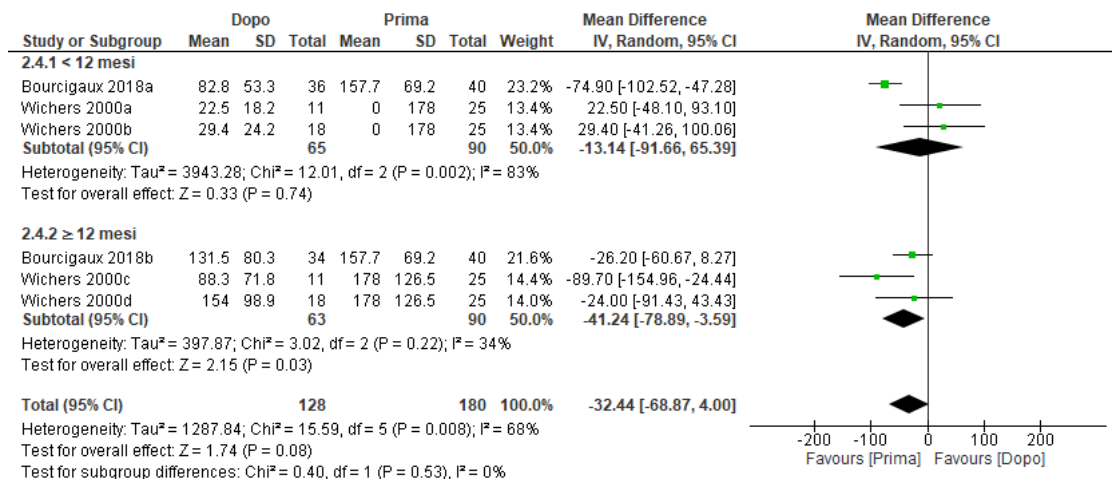 Dopo Prima Mean Difference Mean Difference
Study or Subgroup Mean SD Total Mean SD Total Weight IV, Random, 95% CI IV, Random, 95% CI
2.4.1 < 12 mesi
Bourcigaux 2018a 82.8 53.3 36 157.7 69.2 40 23.2% -74.90 [-102.52, -47.28]
Wichers 2000a 22.5 18.2 11 0 178 25 13.4% 22.50 [-48.10, 93.10]
Wichers 2000b 29.4 24.2 18 0 178 25 13.4% 29.40 [-41.26, 100.06]
Subtotal (95% CI) 65 90 50.0% -13.14 [-91.66, 65.39]
Heterogeneity: Tau² = 3943.28; Chi² = 12.01, df = 2 (P = 0.002); I² = 83%
Test for overall effect: Z = 0.33 (P = 0.74)
2.4.2 ≥ 12 mesi
Bourcigaux 2018b 131.5 80.3 34 157.7 69.2 40 21.6% -26.20 [-60.67, 8.27]
Wichers 2000c 88.3 71.8 11 178 126.5 25 14.4% -89.70 [-154.96, -24.44]
Wichers 2000d 154 98.9 18 178 126.5 25 14.0% -24.00 [-91.43, 43.43]
Subtotal (95% CI) 63 90 50.0% -41.24 [-78.89, -3.59]
Heterogeneity: Tau² = 397.87; Chi² = 3.02, df = 2 (P = 0.22); I² = 34%
Test for overall effect: Z = 2.15 (P = 0.03)
Total (95% CI) 128 180 100.0% -32.44 [-68.87, 4.00]
Heterogeneity: Tau² = 1287.84; Chi² = 15.59, df = 5 (P = 0.008); I² = 68%
Test for overall effect: Z = 1.74 (P = 0.08)
Test for subgroup differences: Chi² = 0.40, df = 1 (P = 0.53), I² = 0%
-200 -100 0 100 200
Favours [Prima] Favours [Dopo]